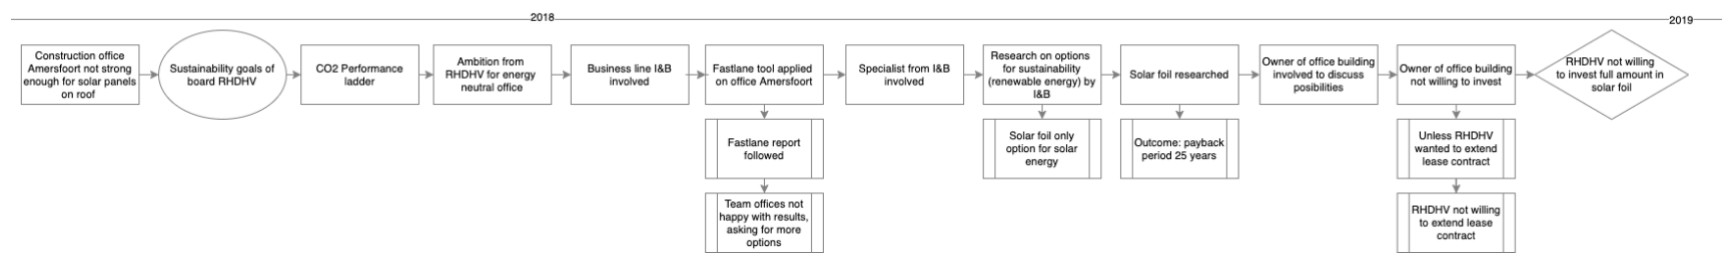 2018
2019
Construction office
Amersfoort not strong
enough for solar panels
on roof
Sustainability goals of
board RHDHV
CO2 Performance
ladder
Ambition from
RHDHV for energy
neutral office
Business line I&B
involved
Fastlane tool applied
on office Amersfoort
Specialist from I&B
involved
Research on options
for sustainability
(renewable energy) by
I&B
Solar foil researched
Owner of office building
involved to discuss
posibilities
Owner of office building
not willing to invest
RHDHV not willing
to invest full amount in
solar foil
Fastlane report
followed
Solar foil only
option for solar
energy
Outcome: payback
period 25 years
Unless RHDHV
wanted to extend
lease contract
Team offices not
happy with results,
asking for more
options
RHDHV not willing
to extend lease
contract